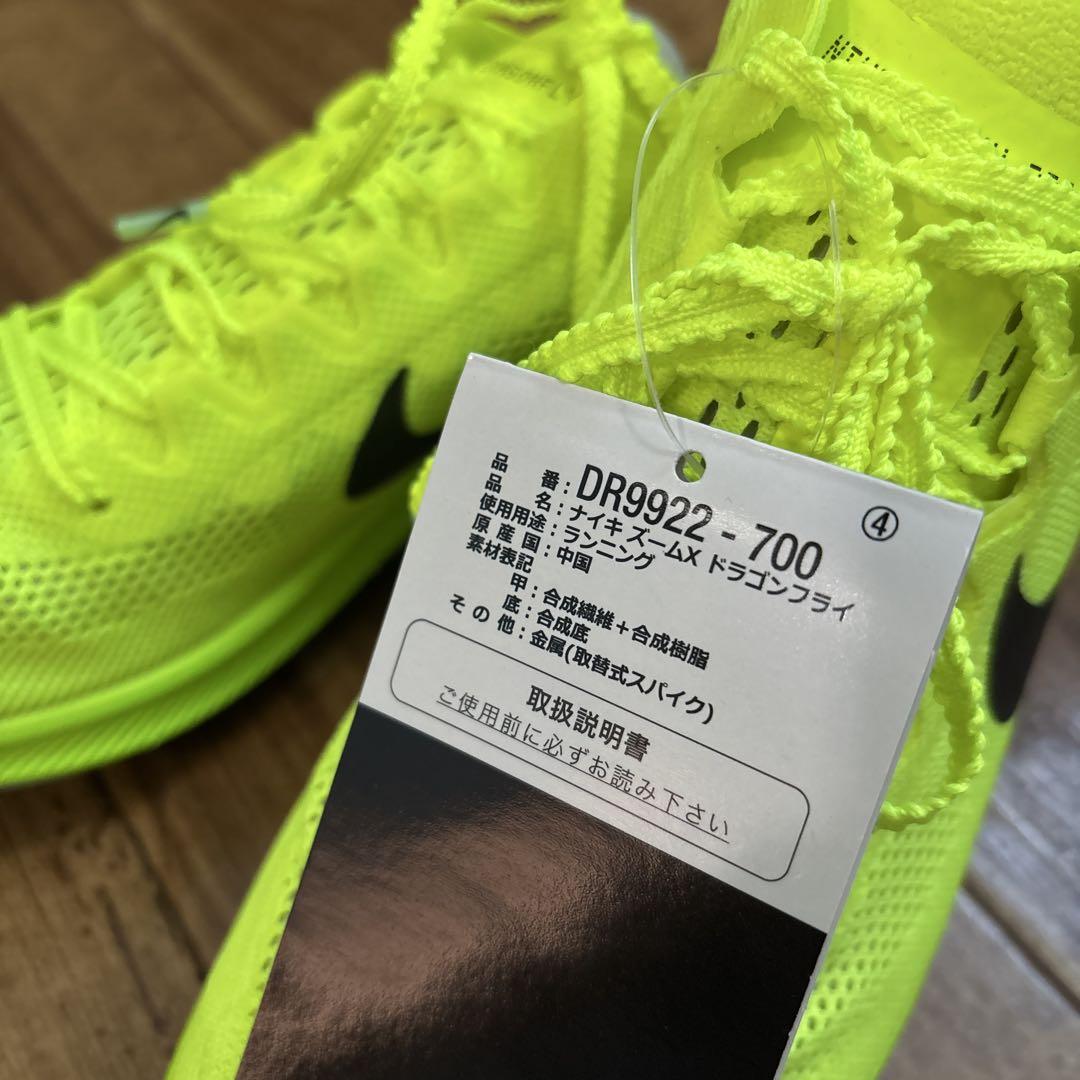 ④
品番:DR9922-700
品名:ナイキ ズームX ドラゴンフライ
使用用途:ランニング
原産国:中国
素材表記
甲:合成繊維+合成樹脂
底:合成底
その他:金属(取替式スパイク)
取扱説明書
ご使用前に必ずお読み下さい